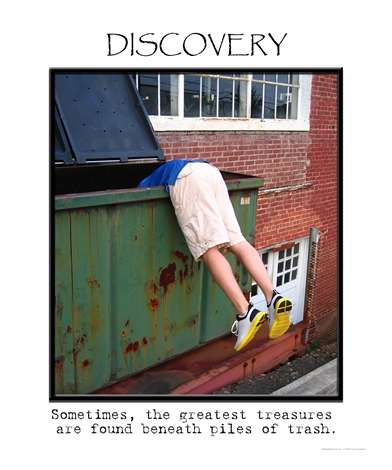 DISCOVERY
Sometimes, the greatest treasures
are found beneath piles of trash.